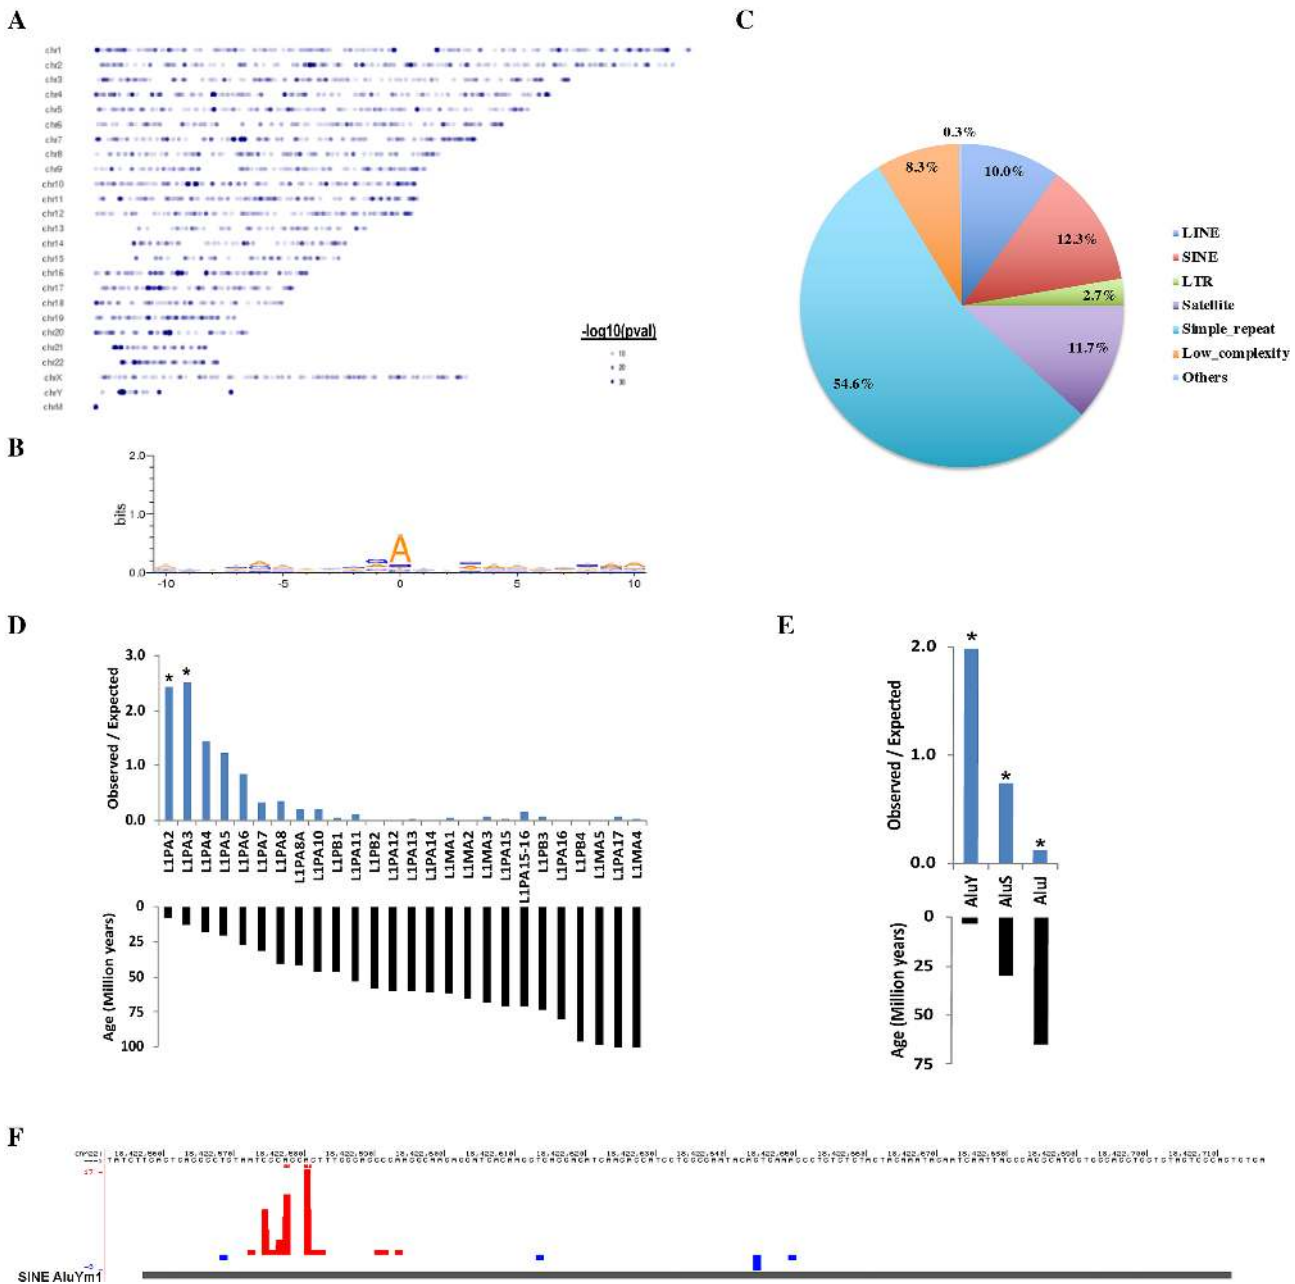 A
chr1
chr2
chr3
chr4
chr5
chr6
chr7
chr8
chr9
chr10
chr11
chr12
chr13
chr14
chr15
chr16
chr17
chr18
chr19
chr20
chr21
chr22
chrX
chrY
chrM
-log10(pval)
10
20
30
B
2.0
1.0
0.0
bits
A
-10
-5
0
5
10
C
0.3%
10.0%
12.3%
2.7%
11.7%
54.6%
8.3%
LINE
SINE
LTR
Satellite
Simple_repeat
Low_complexity
Others
D
Observed / Expected
3.0
2.0
1.0
0.0
* *
L1PA2
L1PA3
L1PA4
L1PA5
L1PA6
L1PA7
L1PA8
L1PA8A
L1PA10
L1PB1
L1PA11
L1PB2
L1PA12
L1PA13
L1PA14
L1MA1
L1MA2
L1MA3
L1PA15
L1PA15-16
L1PB3
L1PA16
L1PB4
L1MA5
L1PA17
L1MA4
Age (Million years)
0
25
50
75
100
E
Observed / Expected
2.0
1.0
0.0
*
*
*
AluY
AluS
AluJ
Age (Million years)
0
25
50
75
F
SINE AluYm1